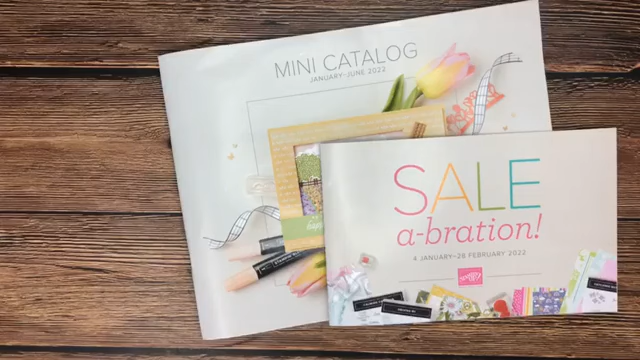 MINI CATALOG
JANUARY–JUNE 2022
SALE
a-bration!
4 JANUARY–28 FEBRUARY 2022